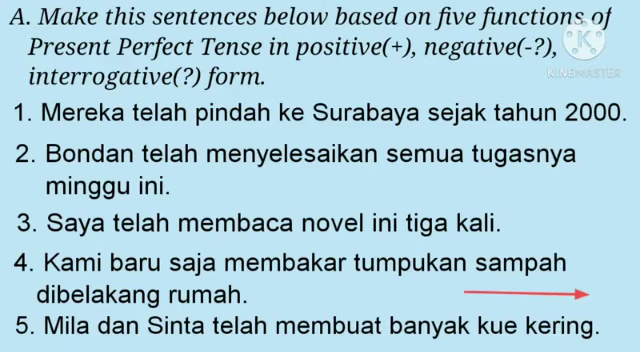 A. Make this sentences below based on five functions of
Present Perfect Tense in positive(+), negative(-?),
interrogative(?) form.
KINEMASTER
1. Mereka telah pindah ke Surabaya sejak tahun 2000.
2. Bondan telah menyelesaikan semua tugasnya
minggu ini.
3. Saya telah membaca novel ini tiga kali.
4. Kami baru saja membakar tumpukan sampah
dibelakang rumah.
5. Mila dan Sinta telah membuat banyak kue kering.